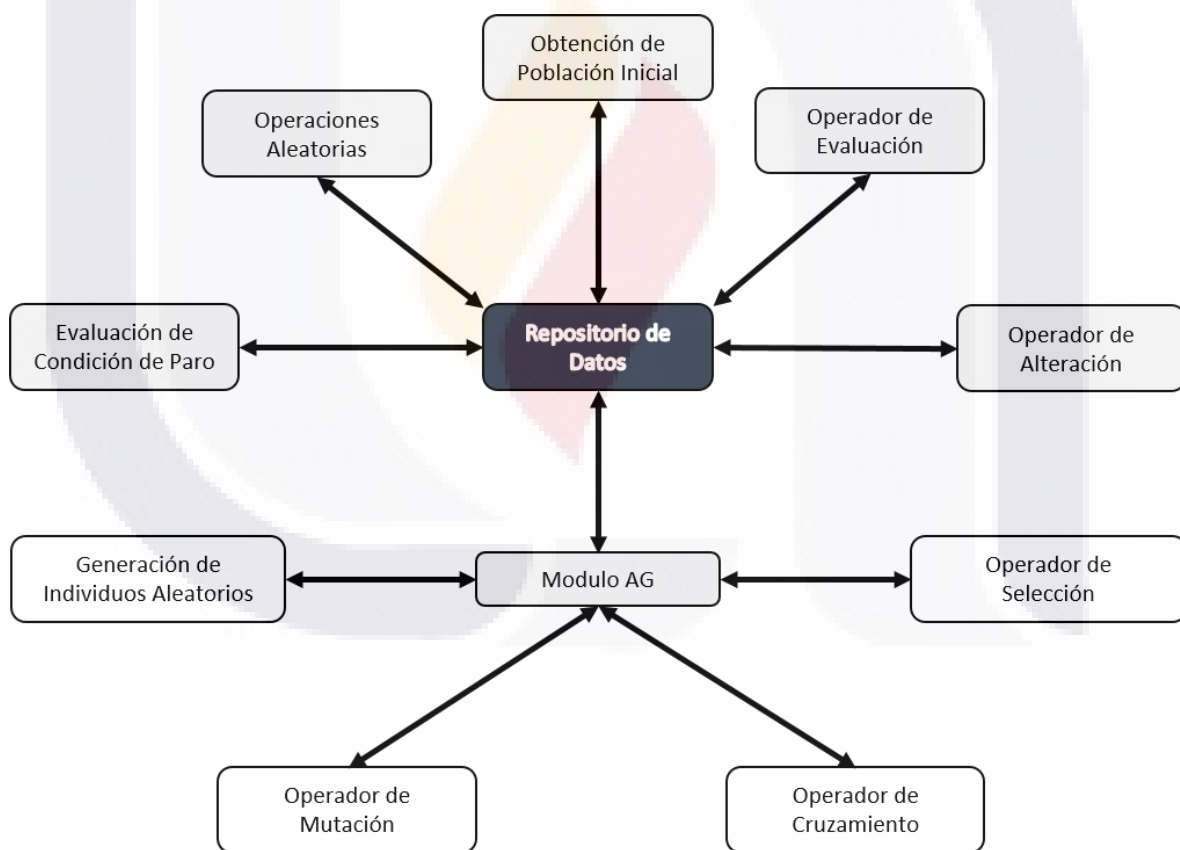 Obtención de
Población Inicial
Operaciones
Aleatorias
Operador de
Evaluación
Evaluación de
Condición de Paro
Repositorio de
Datos
Operador de
Alteración
Generación de
Individuos Aleatorios
Modulo AG
Operador de
Selección
Operador de
Mutación
Operador de
Cruzamiento